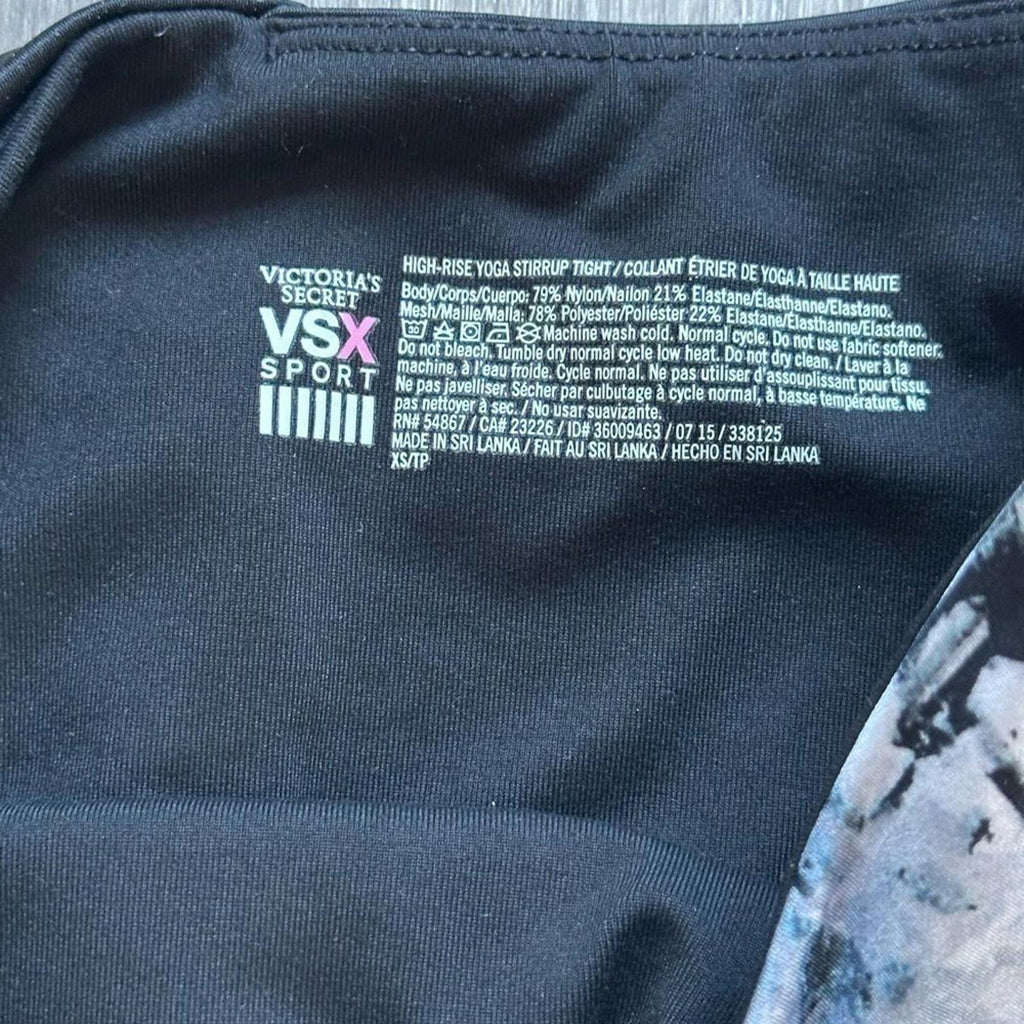 VICTORIA'S
SECRET
VSX
SPORT
HIGH-RISE YOGA STIRRUP TIGHT / COLLANT ÉTRIER DE YOGA À TAILLE HAUTE
Body/Corps/Cuerpo: 79% Nylon/Nailon 21% Elastane/Élasthanne/Elastano.
Mesh/Maille/Malla: 78% Polyester/Poliéster 22% Elastane/Élasthanne/Elastano.
30 Machine wash cold. Normal cycle. Do not use fabric softener.
Do not bleach. Tumble dry normal cycle low heat. Do not dry clean. / Laver à la
machine, à l'eau froide. Cycle normal. Ne pas utiliser d'assouplissant pour tissu.
Ne pas javelliser. Sécher par culbutage à cycle normal, à basse température. Ne
pas nettoyer à sec. / No usar suavizante.
RN# 54867 / CA# 23226 / ID# 36009463 / 07 15 / 338125
MADE IN SRI LANKA / FAIT AU SRI LANKA / HECHO EN SRI LANKA
XS/TP